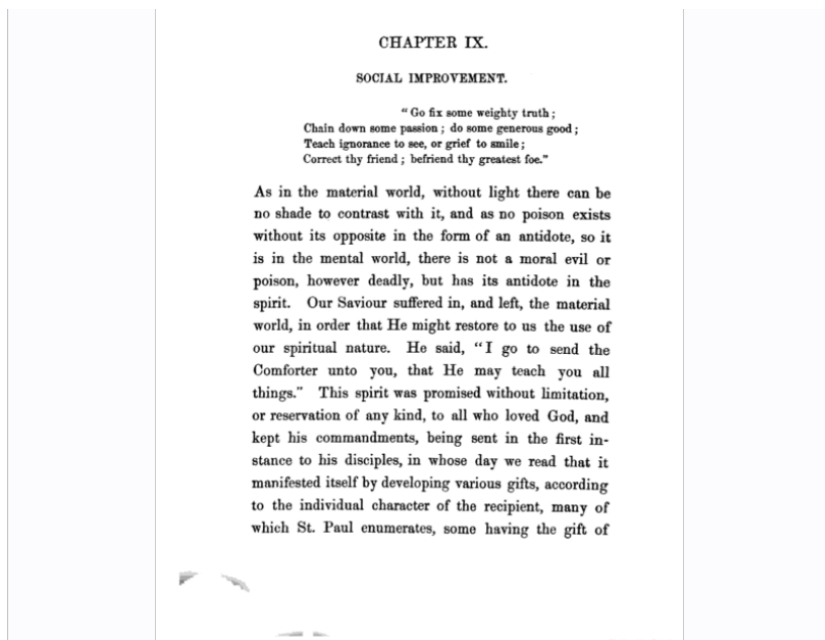 CHAPTER IX.
SOCIAL IMPROVEMENT.
“Go fix some weighty truth;
Chain down some passion; do some generous good;
Teach ignorance to see, or grief to smile;
Correct thy friend; befriend thy greatest foe.”
As in the material world, without light there can be
no shade to contrast with it, and as no poison exists
without its opposite in the form of an antidote, so it
is in the mental world, there is not a moral evil or
poison, however deadly, but has its antidote in the
spirit. Our Saviour suffered in, and left, the material
world, in order that He might restore to us the use of
our spiritual nature. He said, “I go to send the
Comforter unto you, that He may teach you all
things.” This spirit was promised without limitation,
or reservation of any kind, to all who loved God, and
kept his commandments, being sent in the first in-
stance to his disciples, in whose day we read that it
manifested itself by developing various gifts, according
to the individual character of the recipient, many of
which St. Paul enumerates, some having the gift of